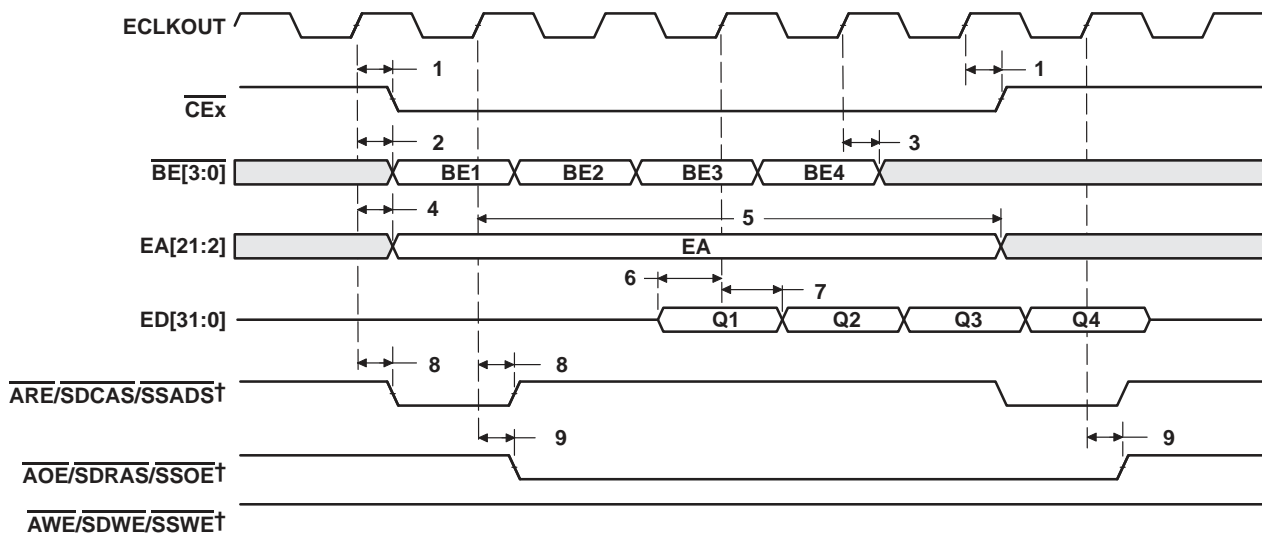 ECLKOUT
1
1
CEx
2
3
BE[3:0]
BE1
BE2
BE3
BE4
4
5
EA[21:2]
EA
6
7
ED[31:0]
Q1
Q2
Q3
Q4
8
8
ARE/SDCAS/SSADS†
9
9
AOE/SDRAS/SSOE†
AWE/SDWE/SSWE†